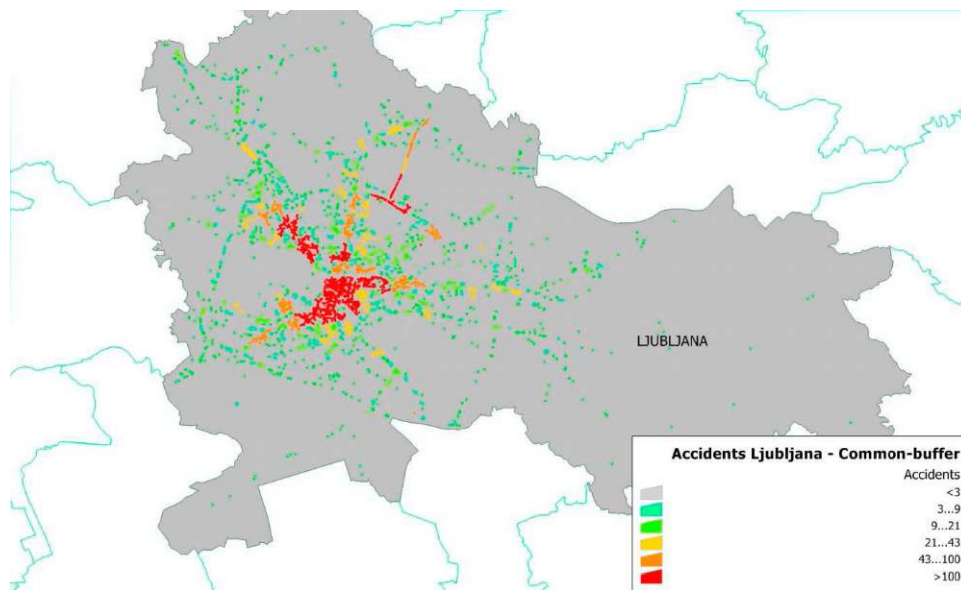 LJUBLJANA
Accidents Ljubljana - Common-buffer
Accidents
<3
3...9
9...21
21...43
43...100
>100